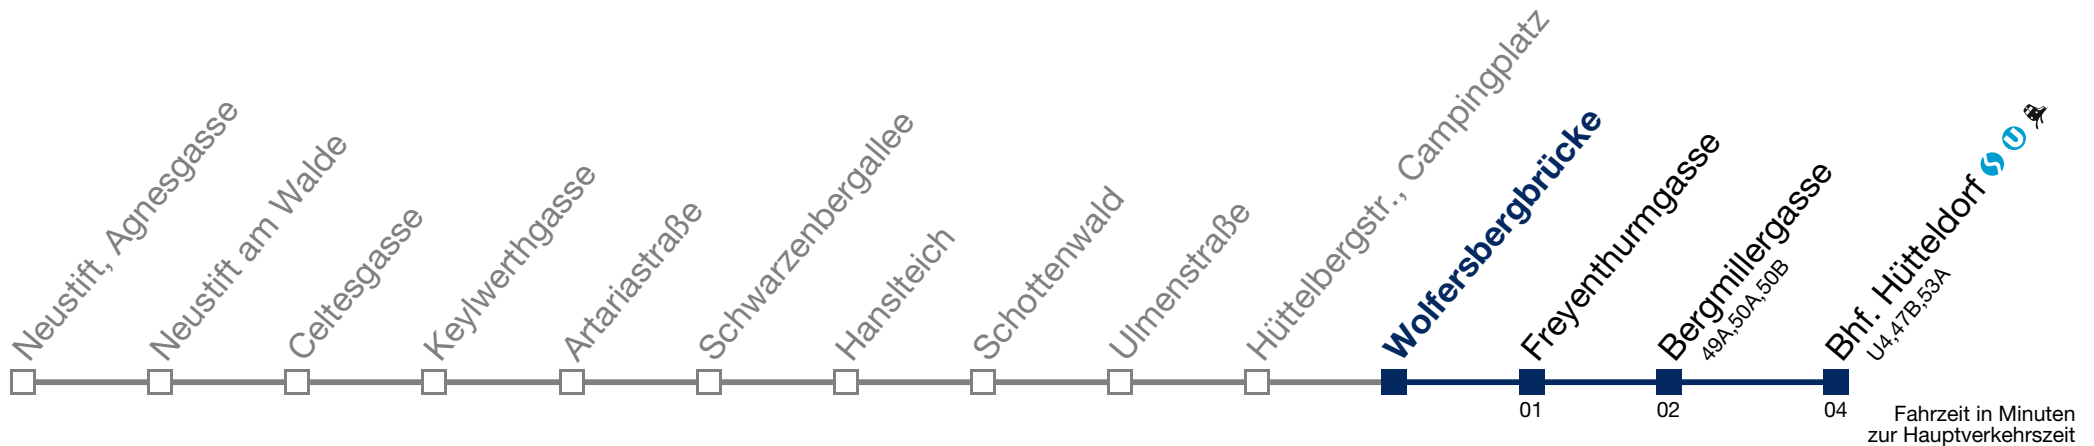 Neustift, Agnesgasse
Neustift am Walde
Celtesgasse
Keylwerthgasse
Artariastraße
Schwarzenbergallee
Hanslteich
Schottenwald
Ulmenstraße
Hüttelbergstr., Campingplatz
Wolfersbergbrücke
Freyenthurmgasse
Bergmillergasse
49A,50A,50B
Bhf. Hütteldorf
U4,47B,53A
01
02
04
Fahrzeit in Minuten
zur Hauptverkehrszeit